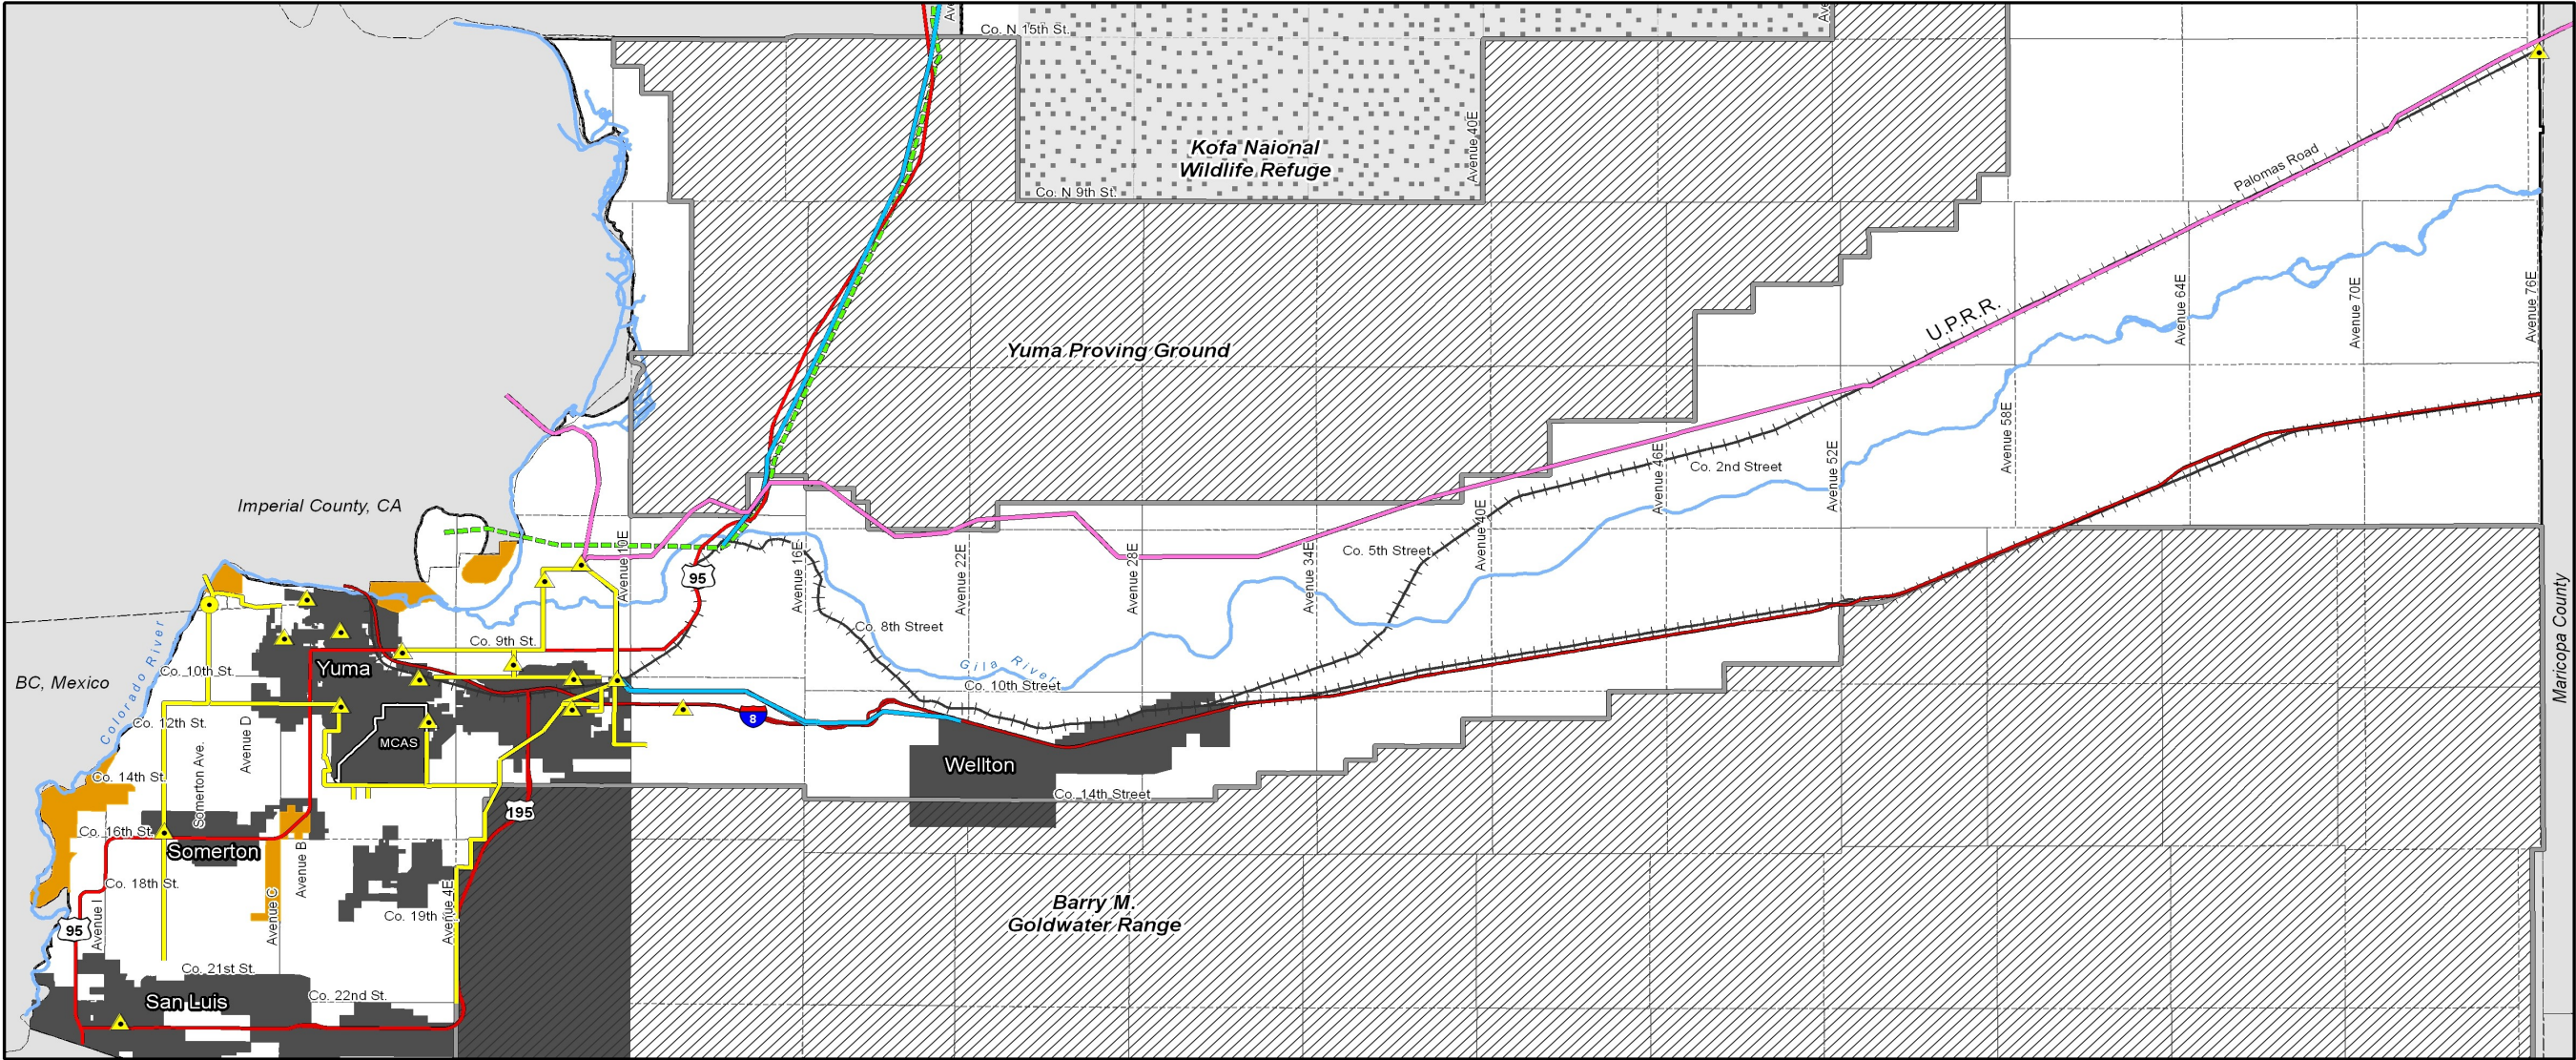 Co. N 15th St.
Kofa Naional
Wildlife Refuge
Avenue 40E
Co. N 9th St.
Palomas Road
U.P.R.R.
Avenue 64E
Avenue 70E
Avenue 76E
Yuma Proving Ground
Avenue 58E
Avenue 52E
Avenue 46E
Co. 2nd Street
Imperial County, CA
Avenue 40E
Avenue 10E
Avenue 16E
Avenue 22E
Avenue 28E
Avenue 34E
Co. 5th Street
95
Co. 8th Street
Co. 9th St.
Colorado River
Gila River
Maricopa County
BC, Mexico
Co. 10th St.
Yuma
Co. 10th Street
Co. 12th St.
Avenue D
Somerton Ave.
MCAS
8
Wellton
Co. 14th St.
Co. 14th Street
195
Co. 16th St.
Somerton
Avenue B
Co. 18th St.
Avenue I
Avenue C
Co. 19th
Avenue 4E
95
Barry M.
Goldwater Range
Co. 21st St.
San Luis
Co. 22nd St.